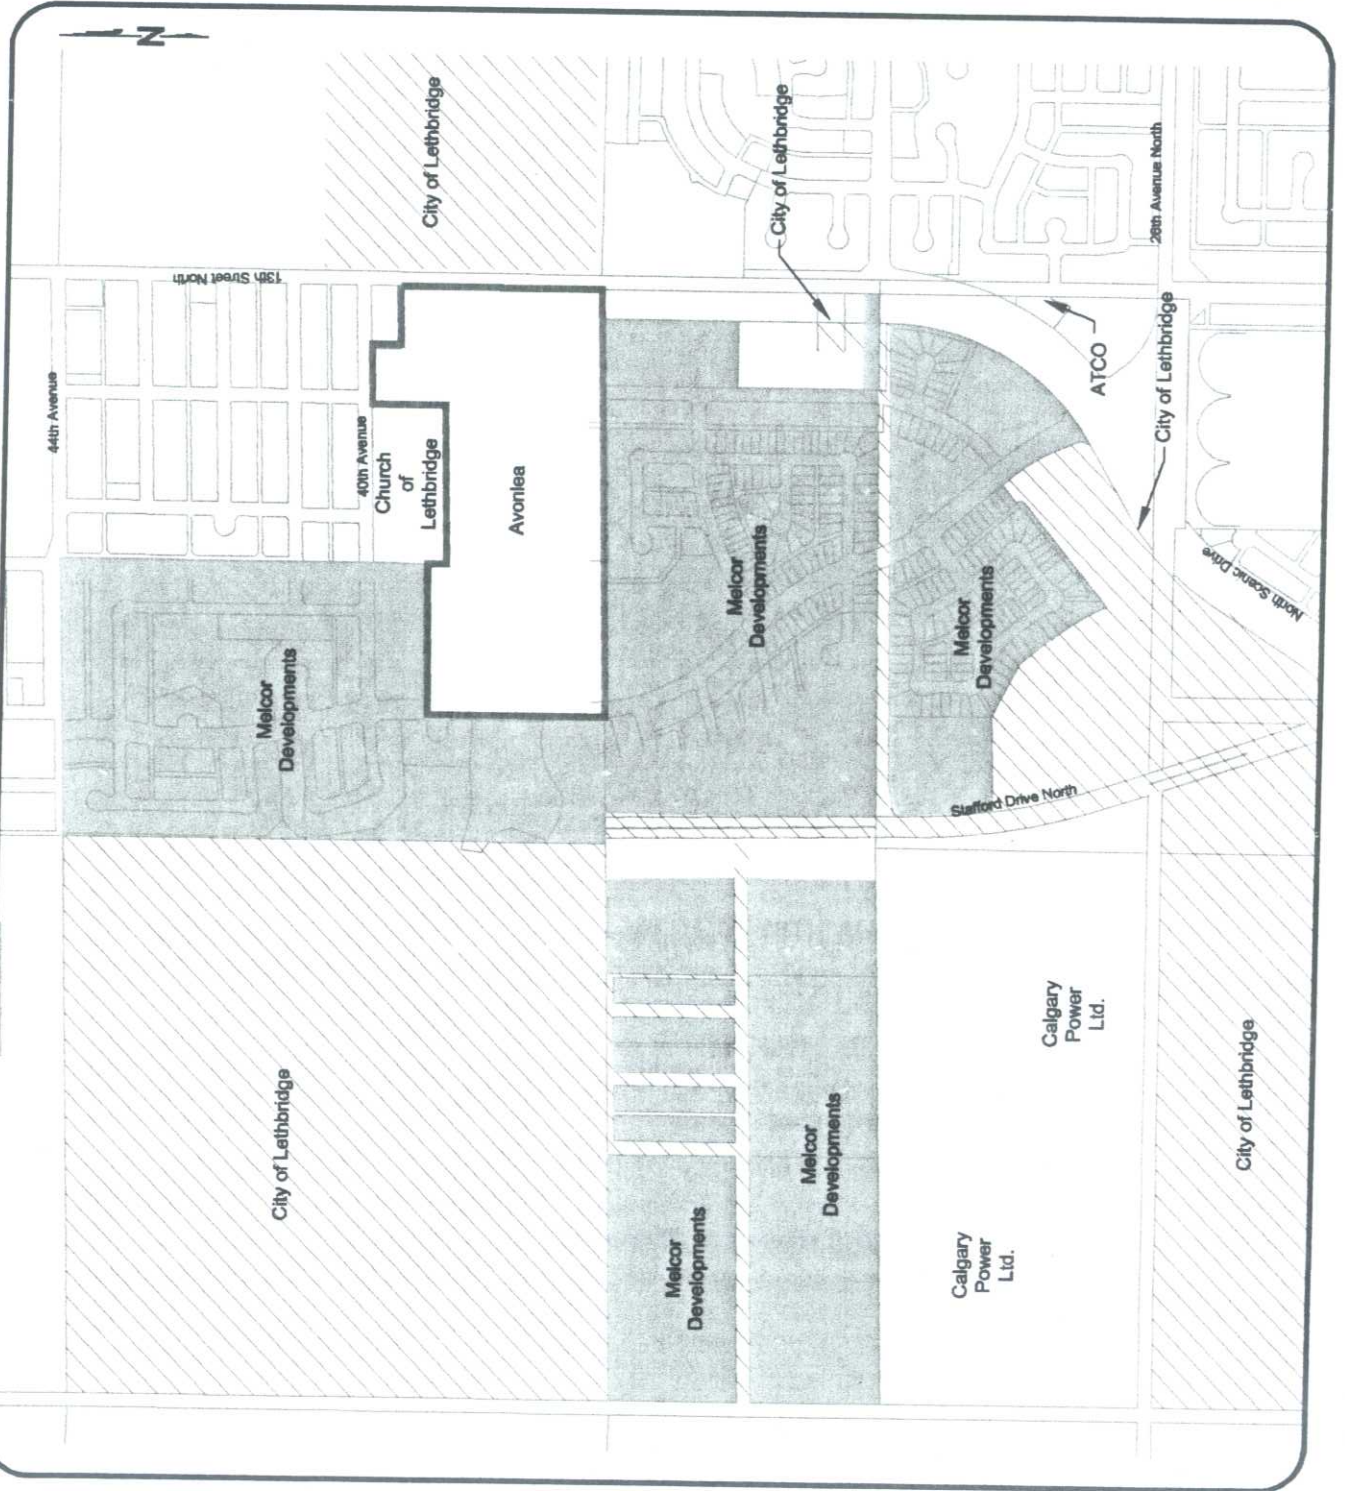 N
City of Lethbridge
City of Lethbridge
26th Avenue North
13th Street North
44th Avenue
40th Avenue
Church
of
Lethbridge
Avonlea
ATCO
City of Lethbridge
North Scenic Drive
Melcor
Developments
Melcor
Developments
Melcor
Developments
Stafford Drive North
City of Lethbridge
Melcor
Developments
Melcor
Developments
Calgary
Power
Ltd.
Calgary
Power
Ltd.
City of Lethbridge